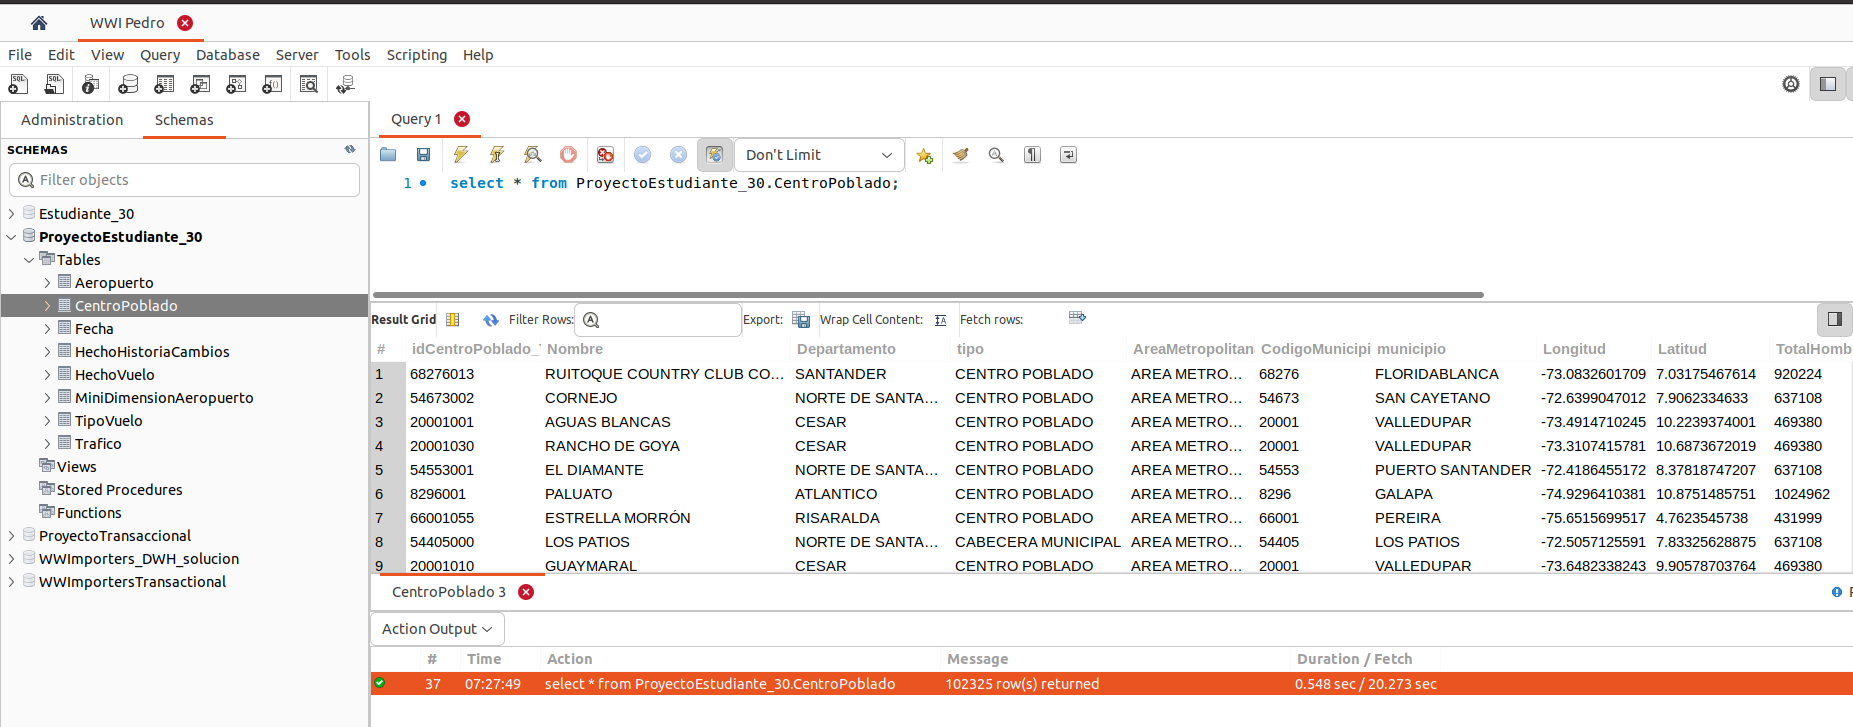 WWI Pedro
File Edit View Query Database Server Tools Scripting Help
Administration Schemas
SCHEMAS
Filter objects
Estudiante_30
ProyectoEstudiante_30
Tables
Aeropuerto
CentroPoblado
Fecha
HechoHistoriaCambios
HechoVuelo
MiniDimensionAeropuerto
TipoVuelo
Trafico
Views
Stored Procedures
Functions
ProyectoTransaccional
WWImporters_DWH_solucion
WWImportersTransactional
Query 1
Don't Limit
1 select * from ProyectoEstudiante_30.CentroPoblado;
Result Grid Filter Rows: Export: Wrap Cell Content: Fetch rows:
# idCentroPoblado_ Nombre Departamento tipo AreaMetropolitan CodigoMunicipi municipio Longitud Latitud TotalHomb
1 68276013 RUITOQUE COUNTRY CLUB CO... SANTANDER CENTRO POBLADO AREA METRO... 68276 FLORIDABLANCA -73.0832601709 7.03175467614 920224
2 54673002 CORNEJO NORTE DE SANTA... CENTRO POBLADO AREA METRO... 54673 SAN CAYETANO -72.6399047012 7.9062334633 637108
3 20001001 AGUAS BLANCAS CESAR CENTRO POBLADO AREA METRO... 20001 VALLEDUPAR -73.4914710245 10.2239374001 469380
4 20001030 RANCHO DE GOYA CESAR CENTRO POBLADO AREA METRO... 20001 VALLEDUPAR -73.3107415781 10.6873672019 469380
5 54553001 EL DIAMANTE NORTE DE SANTA... CENTRO POBLADO AREA METRO... 54553 PUERTO SANTANDER -72.4186455172 8.37818747207 637108
6 8296001 PALUATO ATLANTICO CENTRO POBLADO AREA METRO... 8296 GALAPA -74.9296410381 10.8751485751 1024962
7 66001055 ESTRELLA MORRÓN RISARALDA CENTRO POBLADO AREA METRO... 66001 PEREIRA -75.6515699517 4.7623545738 431999
8 54405000 LOS PATIOS NORTE DE SANTA... CABECERA MUNICIPAL AREA METRO... 54405 LOS PATIOS -72.5057125591 7.83325628875 637108
9 20001010 GUAYMARAL CESAR CENTRO POBLADO AREA METRO... 20001 VALLEDUPAR -73.6482338243 9.90578703764 469380
CentroPoblado 3
Action Output
# Time Action Message Duration / Fetch
37 07:27:49 select * from ProyectoEstudiante_30.CentroPoblado 102325 row(s) returned 0.548 sec / 20.273 sec